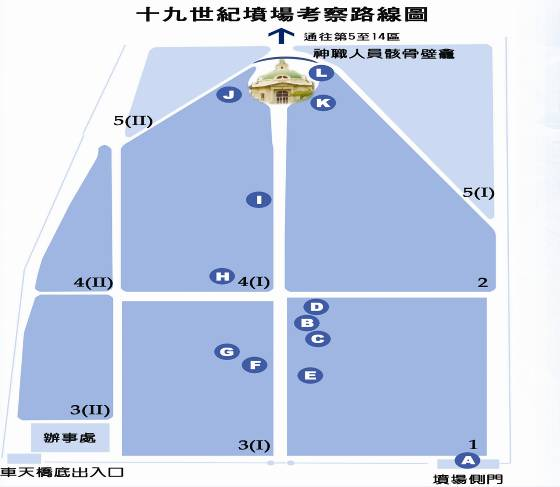 十九世紀墳場考察路線圖
通往第5至14區
神職人員骸骨壁龕
L
J
K
5(II)
5(I)
I
H
4(II)
4(I)
2
D
B
C
G
F
E
3(II)
辦事處
3(I)
1
A
車天橋底出入口
墳場側門